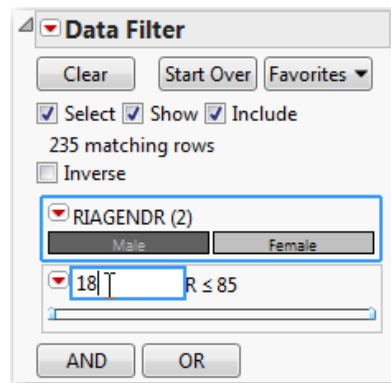 Data Filter
Clear Start Over Favorites
Select Show Include
235 matching rows
Inverse
RIAGENDR (2)
Male Female
18 R ≤ 85
AND OR